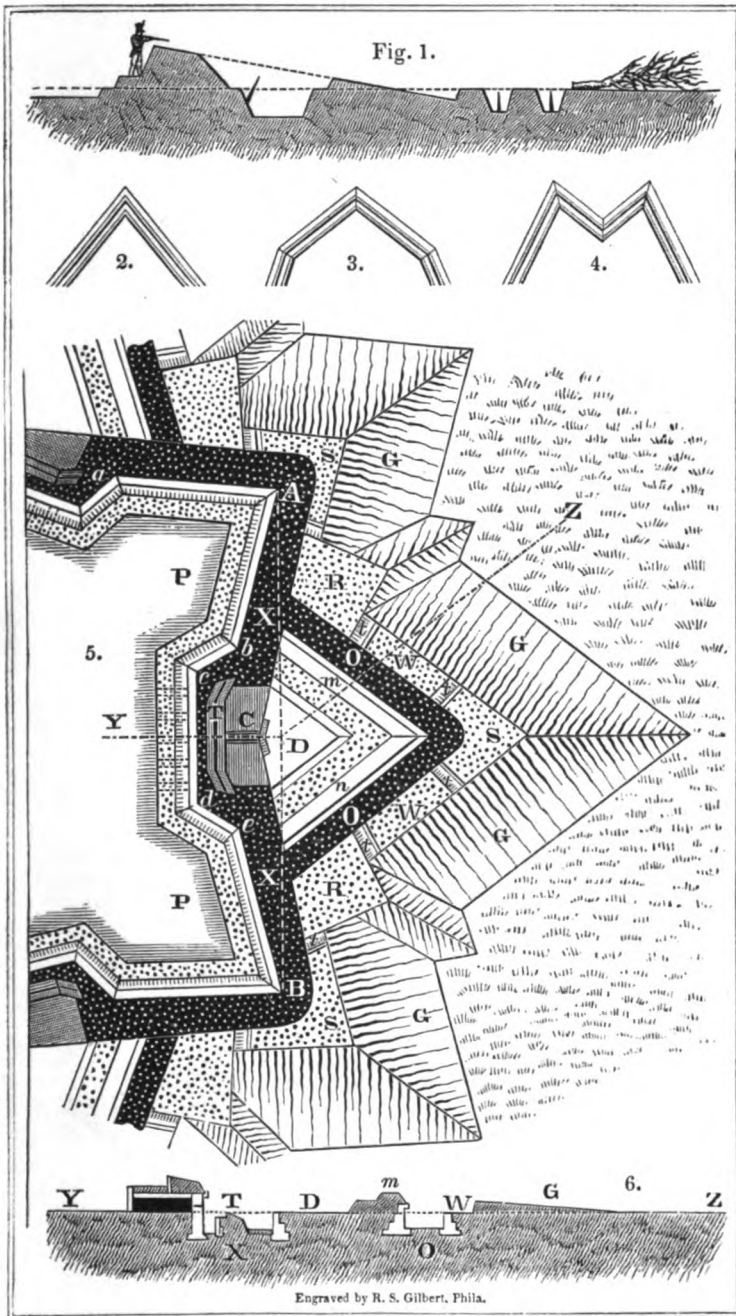 Fig. 1.
2. 3. 4.
S
G
a
A
Z
P
R
X
b
5.
c
O W
G
m
T C
Y D S
d
n
e
O W
G
X
P R
B
S G
m
6.
Y T D W G Z
X O
Engraved by R. S. Gilbert, Phila.